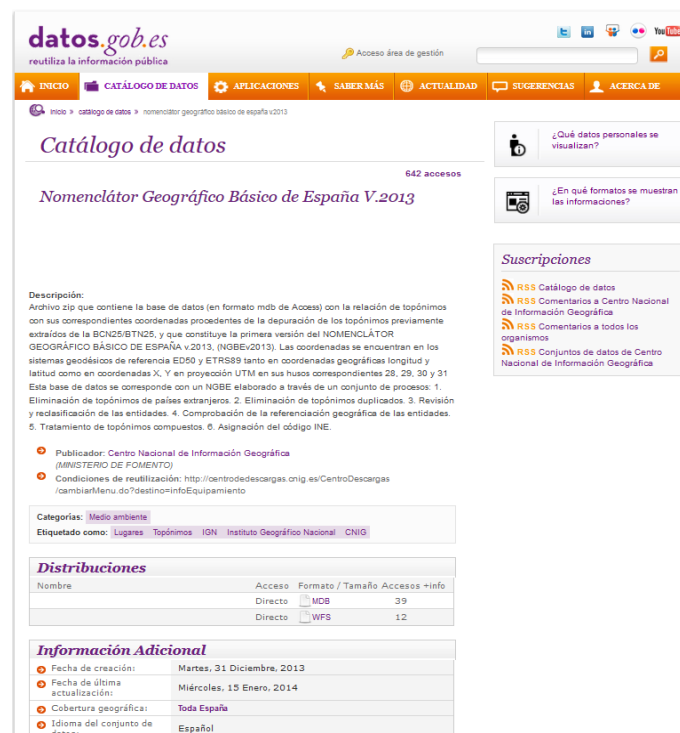 datos.gob.es
reutiliza la información pública
Acceso área de gestión
You Tube
INICIO CATÁLOGO DE DATOS APLICACIONES SABER MÁS ACTUALIDAD SUGERENCIAS ACERCA DE
Inicio » catálogo de datos » nomenclátor geográfico básico de españa v.2013
Catálogo de datos
642 accesos
Nomenclátor Geográfico Básico de España V.2013
Descripción:
Archivo zip que contiene la base de datos (en formato mdb de Access) con la relación de topónimos
con sus correspondientes coordenadas procedentes de la depuración de los topónimos previamente
extraídos de la BCN25/BTN25, y que constituye la primera versión del NOMENCLÁTOR
GEOGRÁFICO BÁSICO DE ESPAÑA v.2013, (NGBEv2013). Las coordenadas se encuentran en los
sistemas geodésicos de referencia ED50 y ETRS89 tanto en coordenadas geográficas longitud y
latitud como en coordenadas X, Y en proyección UTM en sus husos correspondientes 28, 29, 30 y 31
Esta base de datos se corresponde con un NGBE elaborado a través de un conjunto de procesos: 1.
Eliminación de topónimos de países extranjeros. 2. Eliminación de topónimos duplicados. 3. Revisión
y reclasificación de las entidades. 4. Comprobación de la referenciación geográfica de las entidades.
5. Tratamiento de topónimos compuestos. 6. Asignación del código INE.
Publicador: Centro Nacional de Información Geográfica
(MINISTERIO DE FOMENTO)
Condiciones de reutilización: http://centrodedescargas.cnig.es/CentroDescargas
/cambiarMenu.do?destino=infoEquipamiento
Categorías: Medio ambiente
Etiquetado como: Lugares Topónimos IGN Instituto Geográfico Nacional CNIG
Distribuciones
Nombre Acceso Formato / Tamaño Accesos +info
Directo MDB 39
Directo WFS 12
Información Adicional
Fecha de creación: Martes, 31 Diciembre, 2013
Fecha de última
actualización: Miércoles, 15 Enero, 2014
Cobertura geográfica: Toda España
Idioma del conjunto de
datos: Español
¿Qué datos personales se
visualizan?
¿En qué formatos se muestran
las informaciones?
Suscripciones
RSS Catálogo de datos
RSS Comentarios a Centro Nacional
de Información Geográfica
RSS Comentarios a todos los
organismos
RSS Conjuntos de datos de Centro
Nacional de Información Geográfica